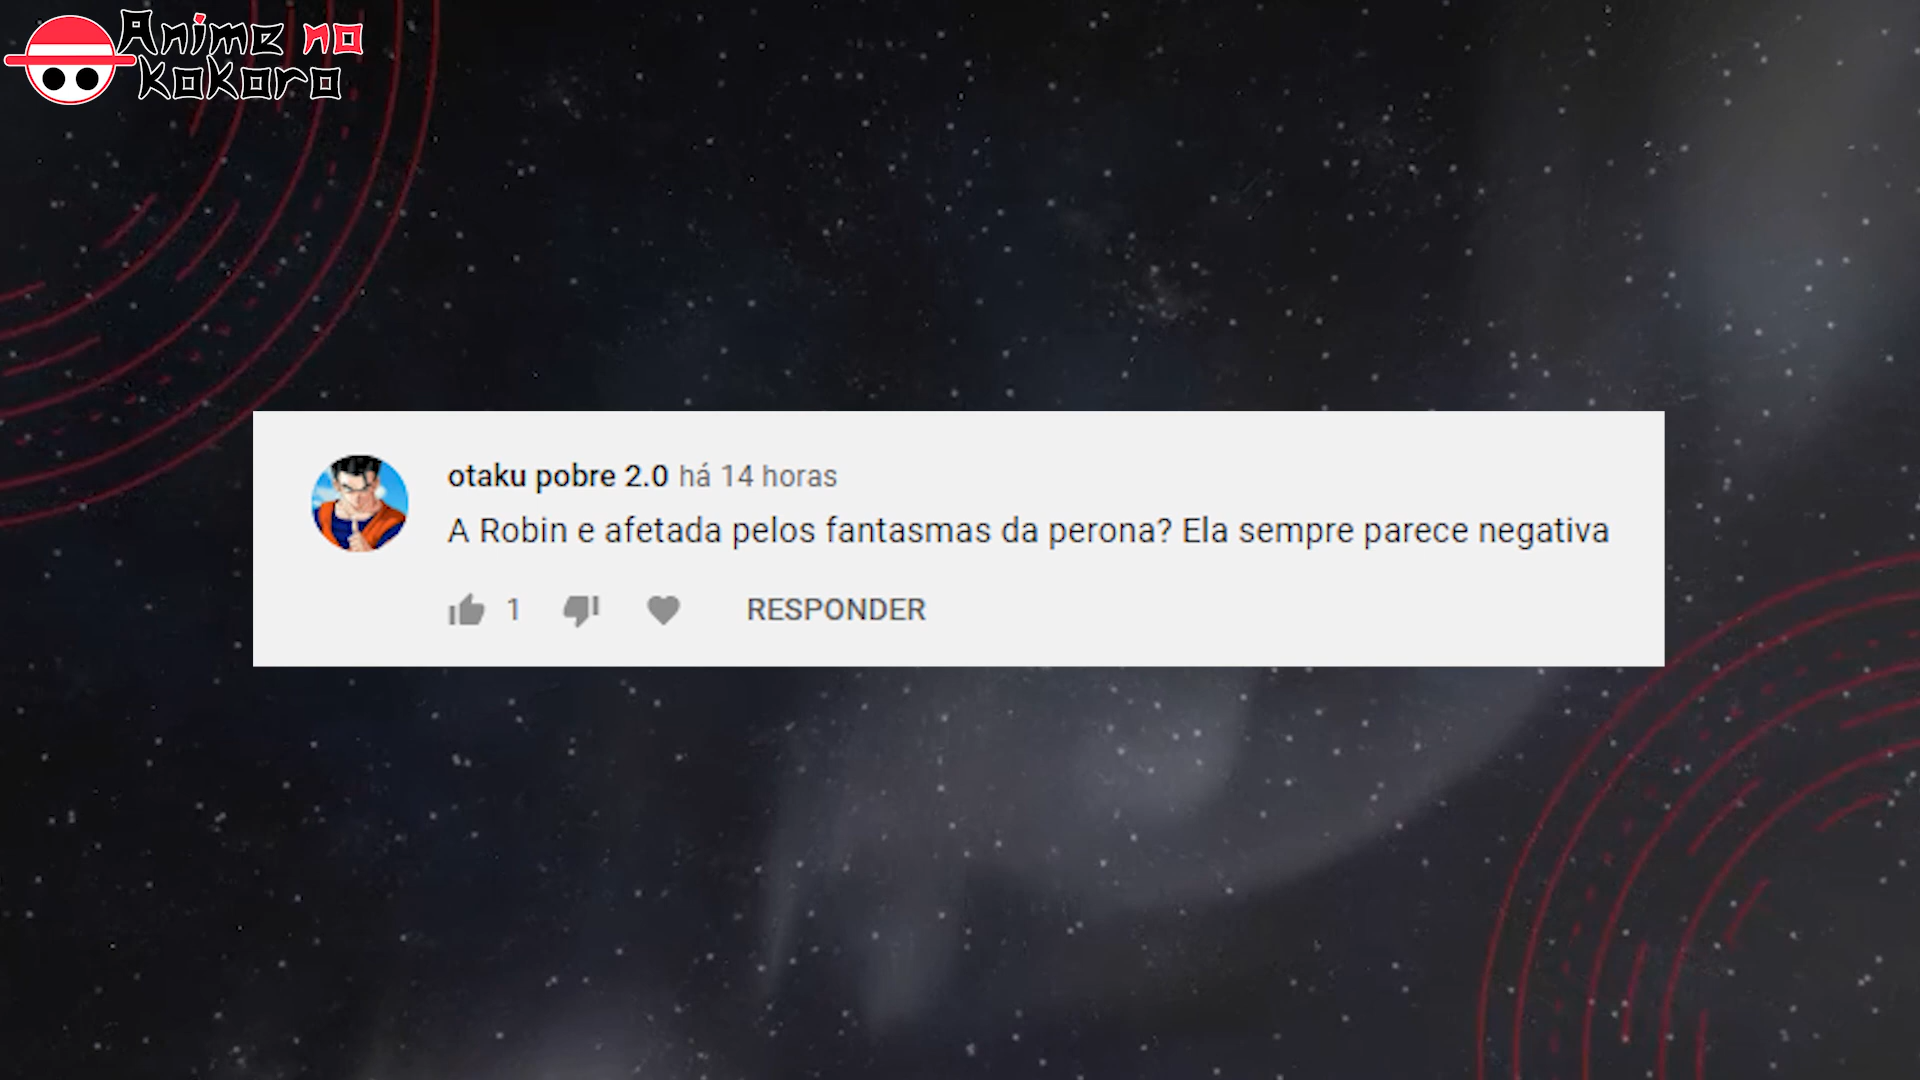 Anime no
Kokoro
otaku pobre 2.0 há 14 horas
A Robin e afetada pelos fantasmas da perona? Ela sempre parece negativa
1 RESPONDER